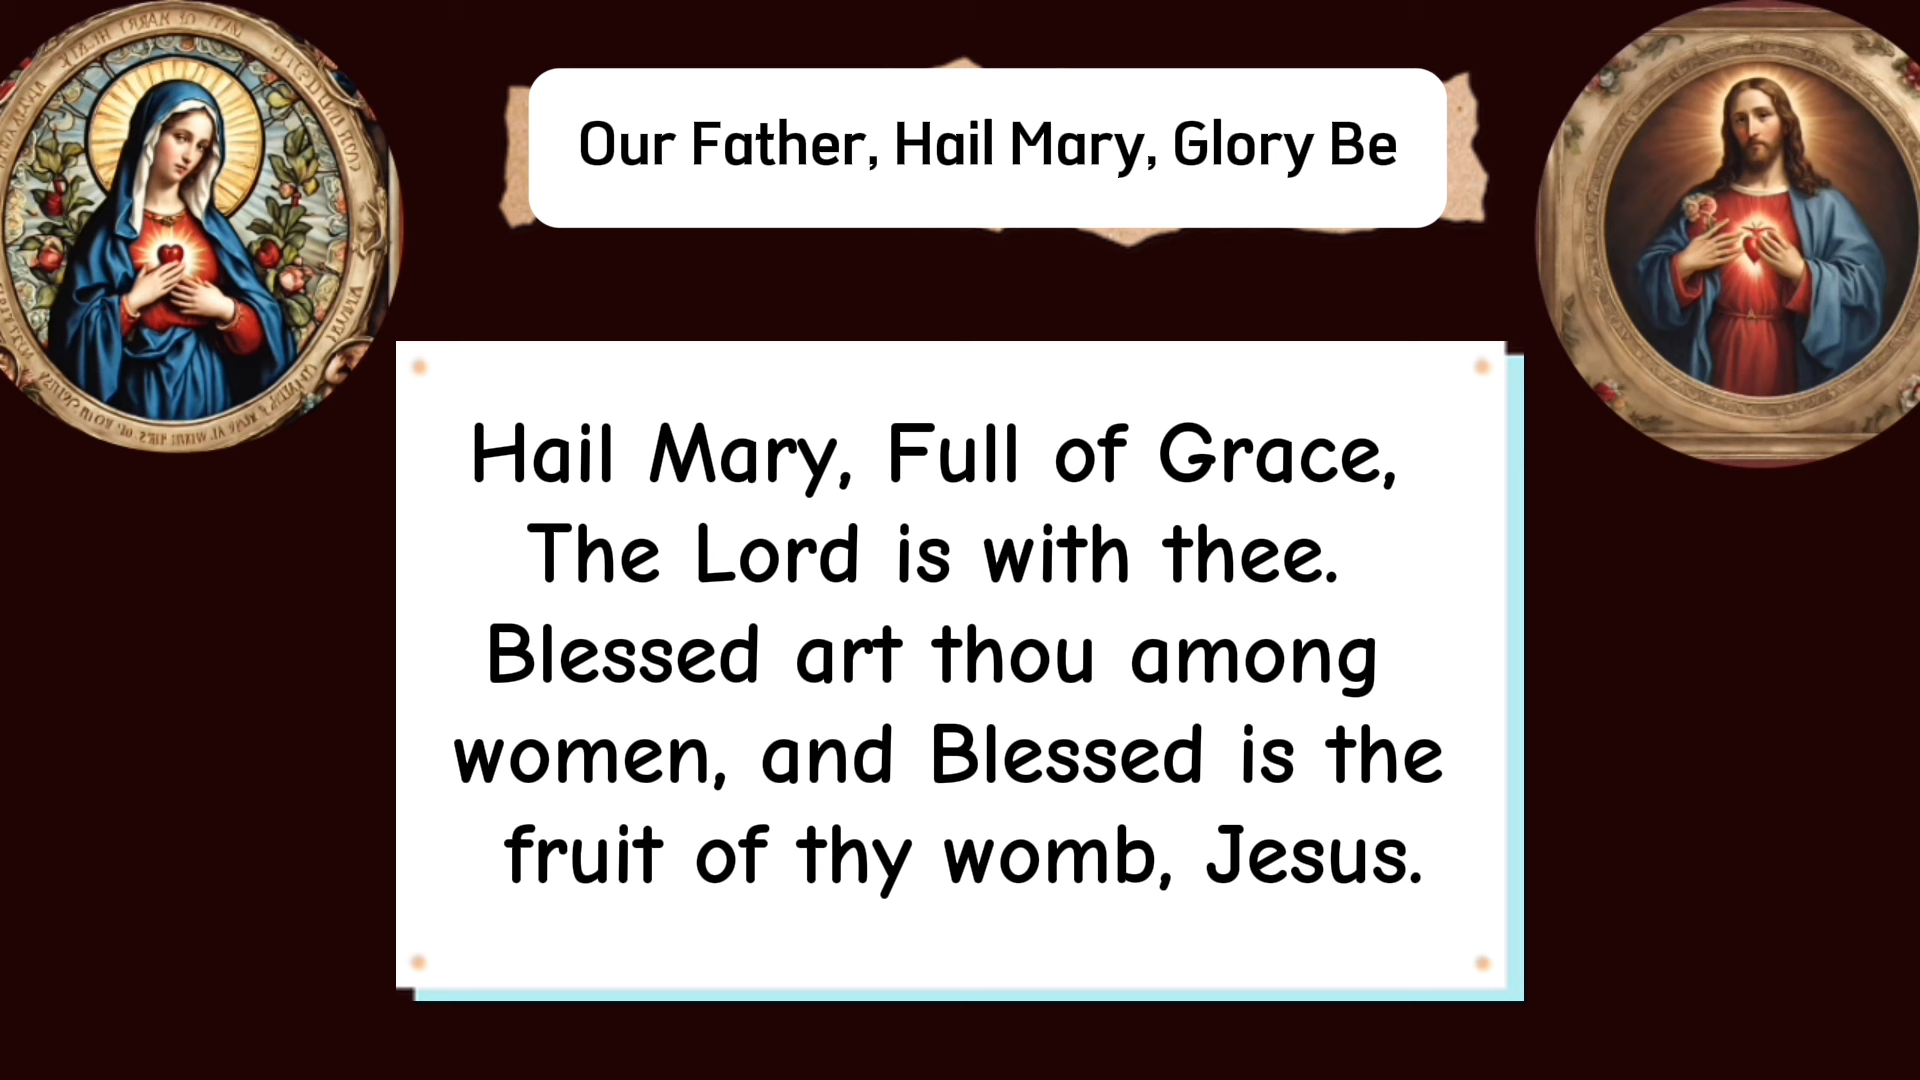 Our Father, Hail Mary, Glory Be
Hail Mary, Full of Grace,
The Lord is with thee.
Blessed art thou among
women, and Blessed is the
fruit of thy womb, Jesus.